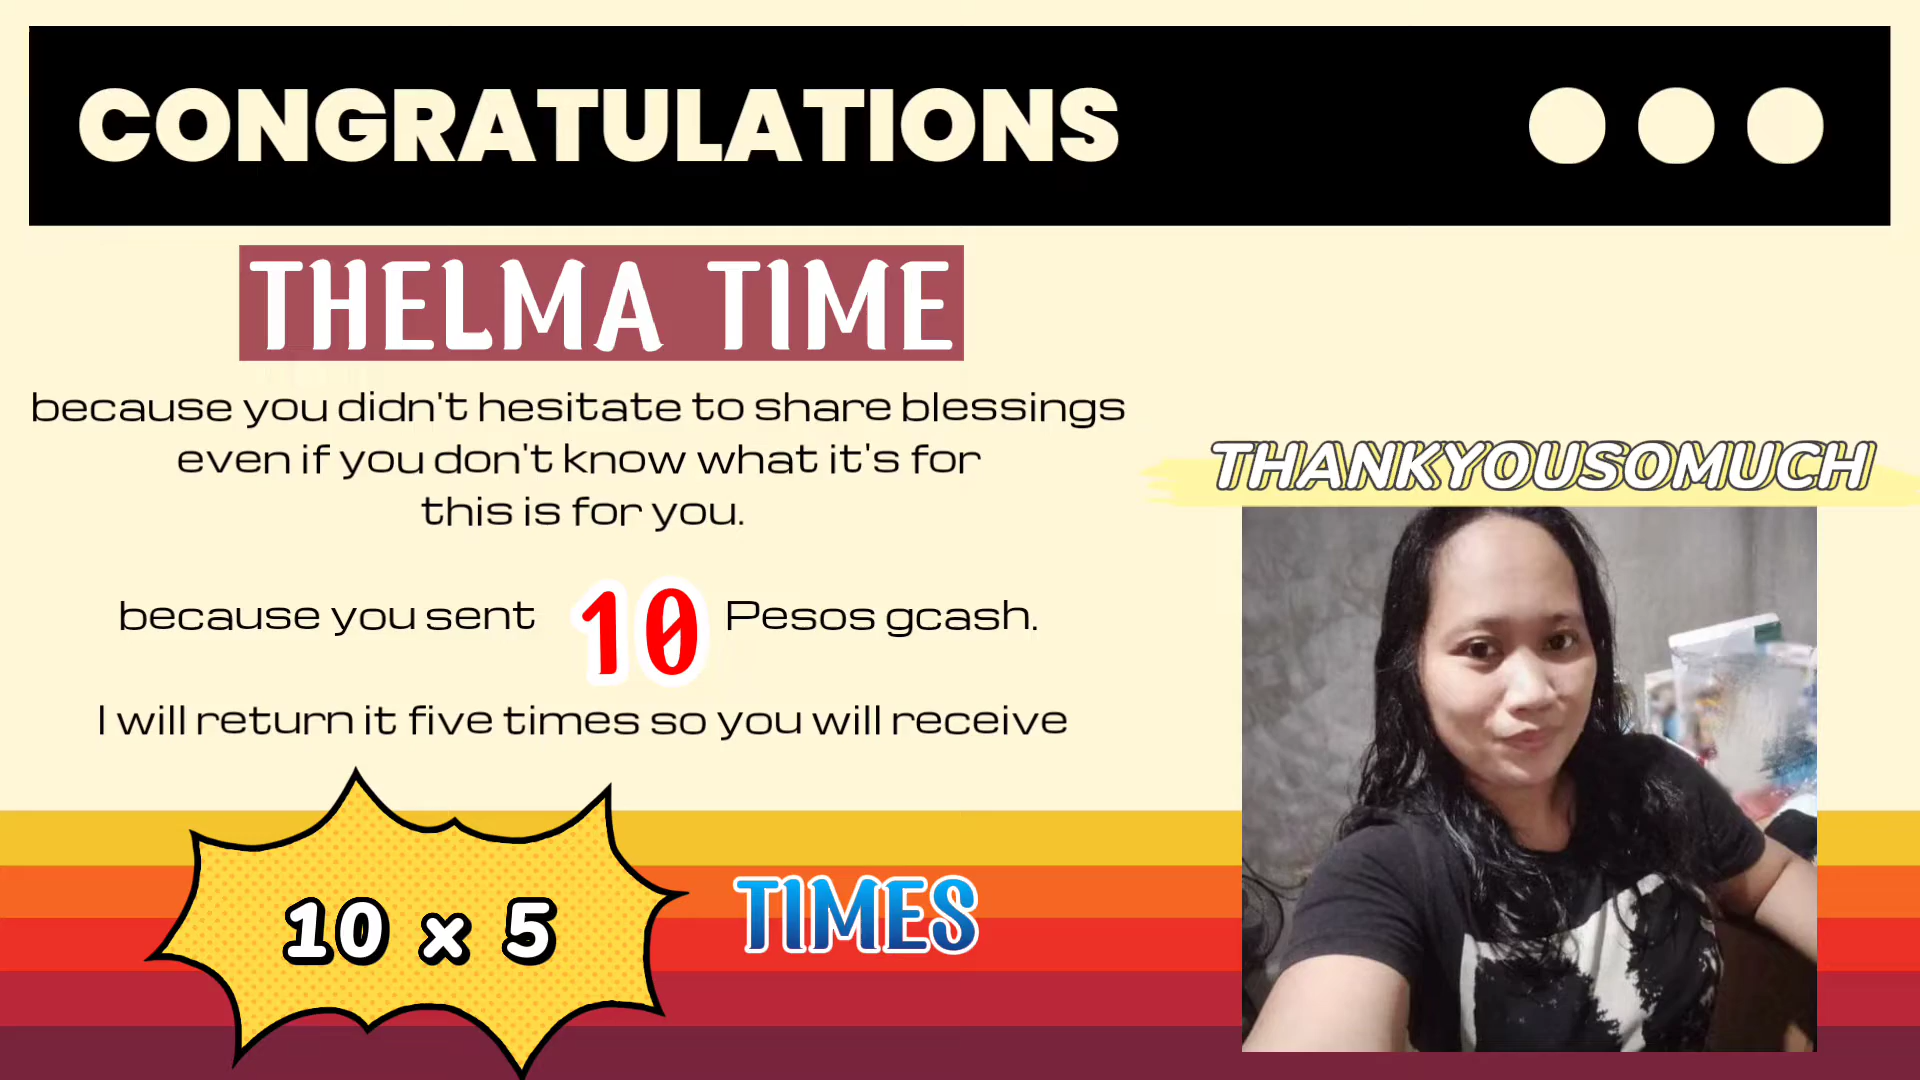 CONGRATULATIONS
THELMA TIME
because you didn't hesitate to share blessings
even if you don't know what it's for
this is for you.
because you sent 10 Pesos gcash.
I will return it five times so you will receive
10 x 5 TIMES
THANKYOUSOMUCH